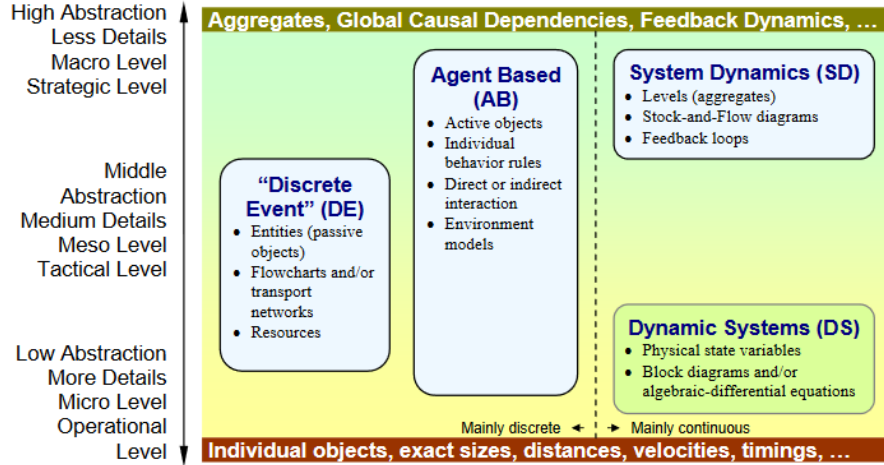 High Abstraction
Less Details
Macro Level
Strategic Level
Middle
Abstraction
Medium Details
Meso Level
Tactical Level
Low Abstraction
More Details
Micro Level
Operational
Level
Aggregates, Global Causal Dependencies, Feedback Dynamics, …
“Discrete
Event” (DE)
• Entities (passive
objects)
• Flowcharts and/or
transport
networks
• Resources
Agent Based
(AB)
• Active objects
• Individual
behavior rules
• Direct or indirect
interaction
• Environment
models
System Dynamics (SD)
• Levels (aggregates)
• Stock-and-Flow diagrams
• Feedback loops
Dynamic Systems (DS)
• Physical state variables
• Block diagrams and/or
algebraic-differential equations
Mainly discrete
Mainly continuous
Individual objects, exact sizes, distances, velocities, timings, …